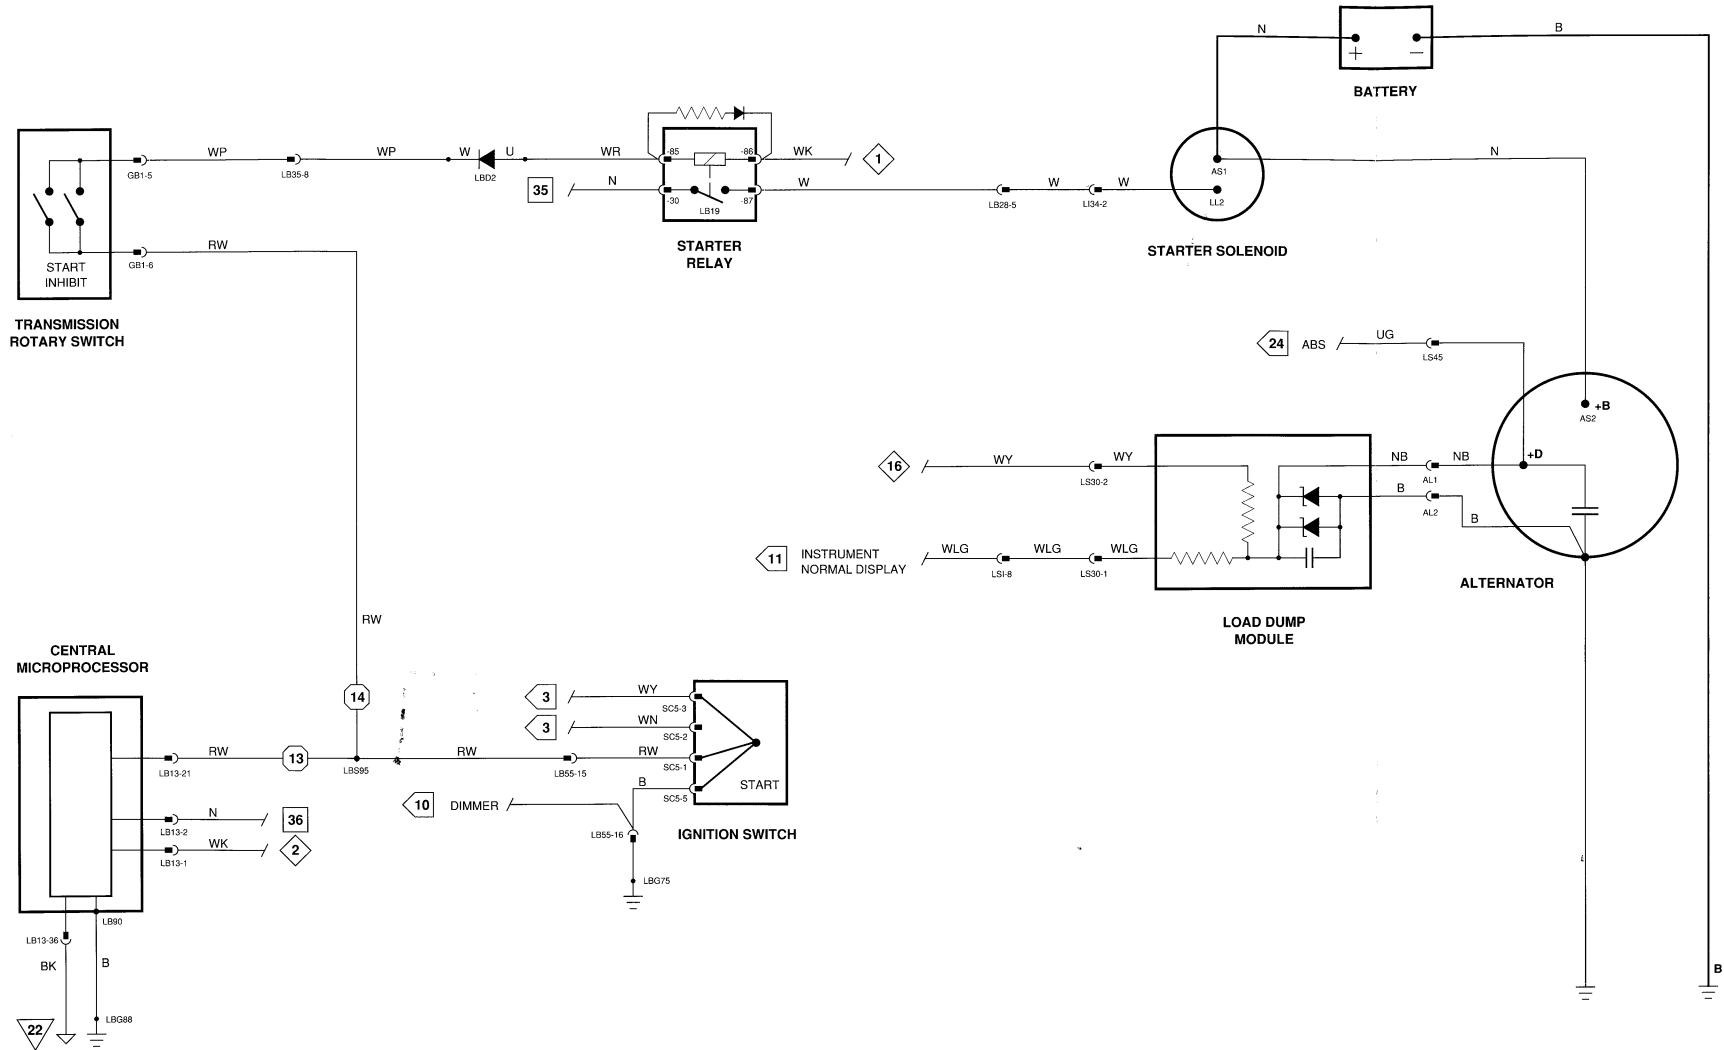 N
B
+
−
BATTERY
WP
WP
W
U
WR
-85
-86
WK
1
GB1-5
LB35-8
LBD2
35
N
-30
LB19
-87
W
LB28-5
W
LI34-2
W
AS1
LL2
N
STARTER
RELAY
STARTER SOLENOID
RW
GB1-6
START
INHIBIT
TRANSMISSION
ROTARY SWITCH
24
ABS
UG
LS45
+B
AS2
+D
16
WY
WY
LS30-2
NB
NB
AL1
B
AL2
B
11
INSTRUMENT
NORMAL DISPLAY
WLG
WLG
WLG
LSI-8
LS30-1
ALTERNATOR
LOAD DUMP
MODULE
RW
CENTRAL
MICROPROCESSOR
14
3
WY
SC5-3
3
WN
SC5-2
RW
13
RW
RW
LB13-21
LBS95
LB55-15
SC5-1
START
B
SC5-5
10
DIMMER
LB55-16
IGNITION SWITCH
N
36
LB13-2
WK
2
LB13-1
LBG75
LB90
LB13-36
BK
B
B
LBG88
22